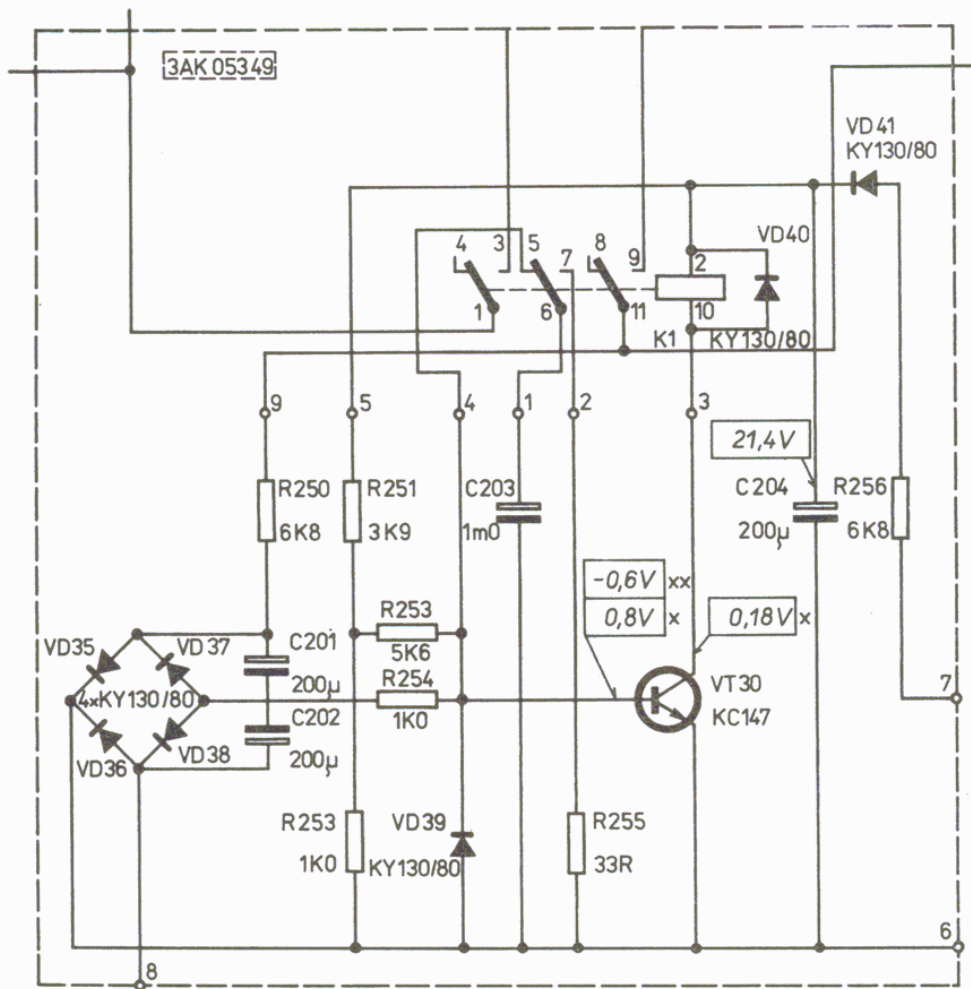 3AK 05349
VD41
KY130/80
VD40
4 3 5 7 8 9 2
1 6 11 10
K1 KY130/80
9 5 4 1 2 3
21,4V
R250
6K8
R251
3K9
C203
1m0
C204
200µ
R256
6K8
-0,6V xx
0,8V x
0,18V x
R253
5K6
VD35
VD37
C201
200µ
R254
1K0
4xKY130/80
C202
200µ
VD36
VD38
VT30
KC147
7
R253
1K0
VD39
KY130/80
R255
33R
6
8